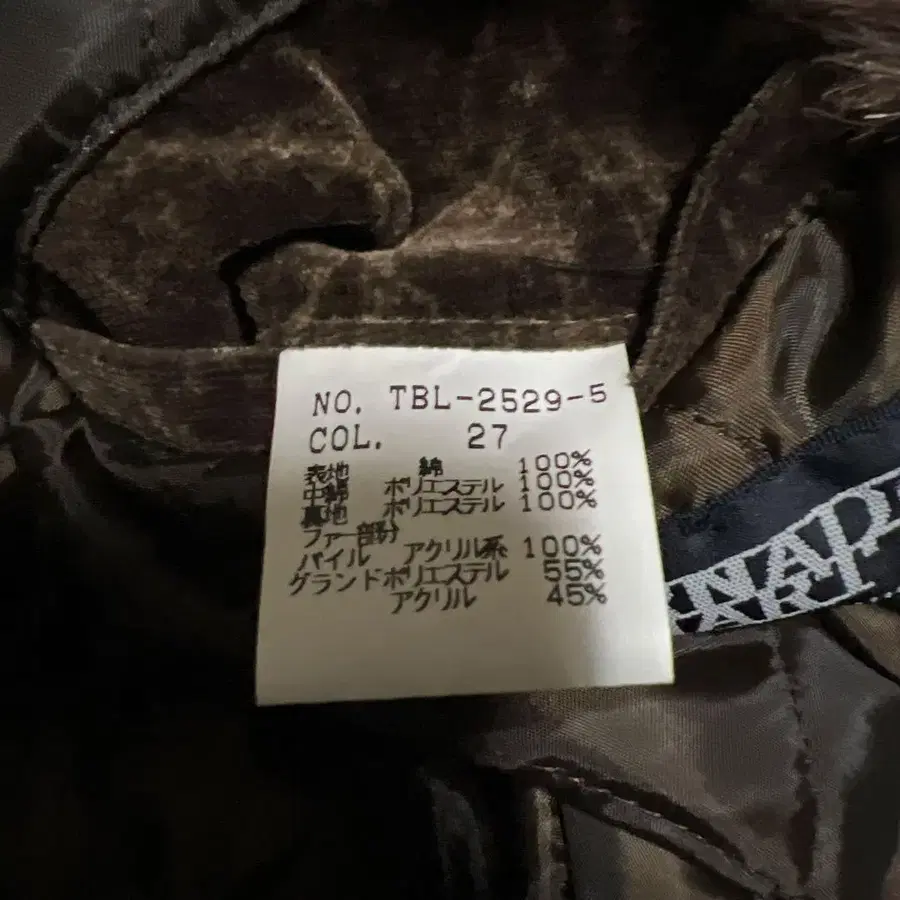 NO. TBL-2529-5
COL. 27
表地 綿 100%
中綿 ポリエステル 100%
裏地 ポリエステル 100%
ファー部分
パイル アクリル系 100%
グランドポリエステル 55%
アクリル 45%